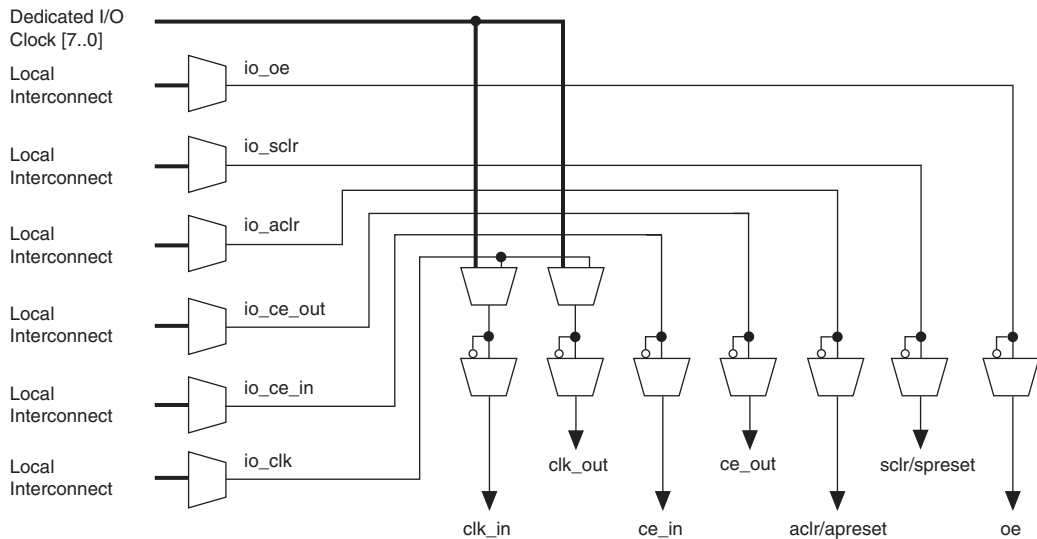 Dedicated I/O
Clock [7..0]
Local
Interconnect
io_oe
Local
Interconnect
io_sclr
Local
Interconnect
io_aclr
Local
Interconnect
io_ce_out
Local
Interconnect
io_ce_in
Local
Interconnect
io_clk
clk_out
ce_out
sclr/spreset
clk_in
ce_in
aclr/apreset
oe